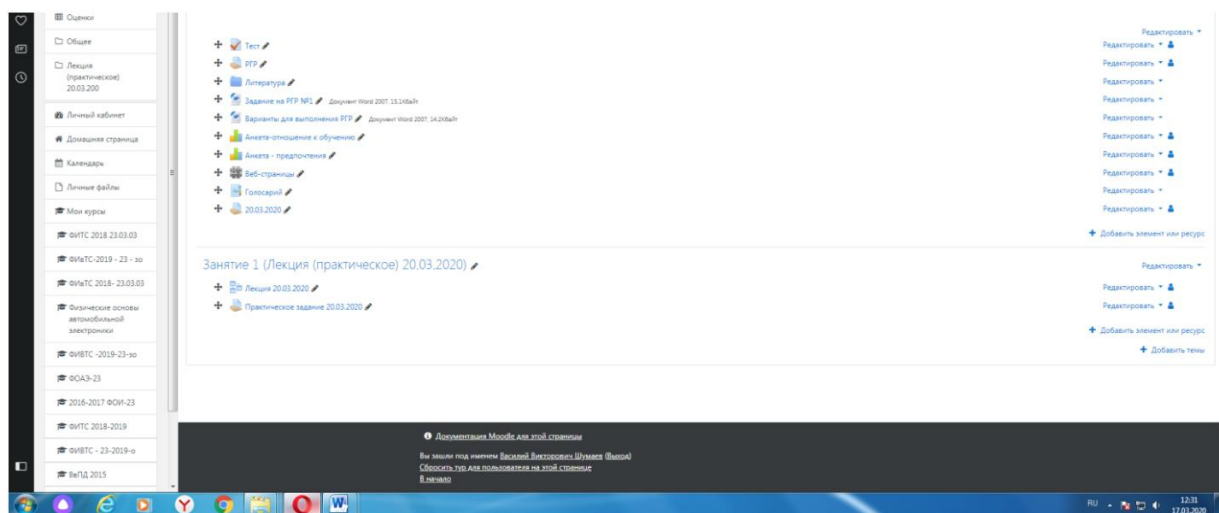 Оценки
Общее
Лекция
(практическое)
20.03.200
Личный кабинет
Домашняя страница
Календарь
Личные файлы
Мои курсы
ФИТС 2018 23.03.03
ФИвТС-2019 - 23 - зо
ФИвТС 2018- 23.03.03
Физические основы
автомобильной
электроники
ФИВТС -2019-23-зо
ФОАЭ-23
2016-2017 ФОИ-23
ФИТС 2018-2019
ФИВТС - 23-2019-о
ВеПД 2015
Редактировать
Тест Редактировать
РГР Редактировать
Литература Редактировать
Задание на РГР №1 Документ Word 2007, 15.1Кбайт Редактировать
Варианты для выполнения РГР Документ Word 2007, 14.2Кбайт Редактировать
Анкета-отношение к обучению Редактировать
Анкета - предпочтения Редактировать
Веб-страницы Редактировать
Голосарий Редактировать
20.03.2020 Редактировать
Добавить элемент или ресурс
Занятие 1 (Лекция (практическое) 20.03.2020) Редактировать
Лекция 20.03.2020 Редактировать
Практическое задание 20.03.2020 Редактировать
Добавить элемент или ресурс
Добавить темы
Документация Moodle для этой страницы
Вы зашли под именем Василий Викторович Шумаев (Выход)
Сбросить тур для пользователя на этой странице
В начало
RU 12:31
17.03.2020